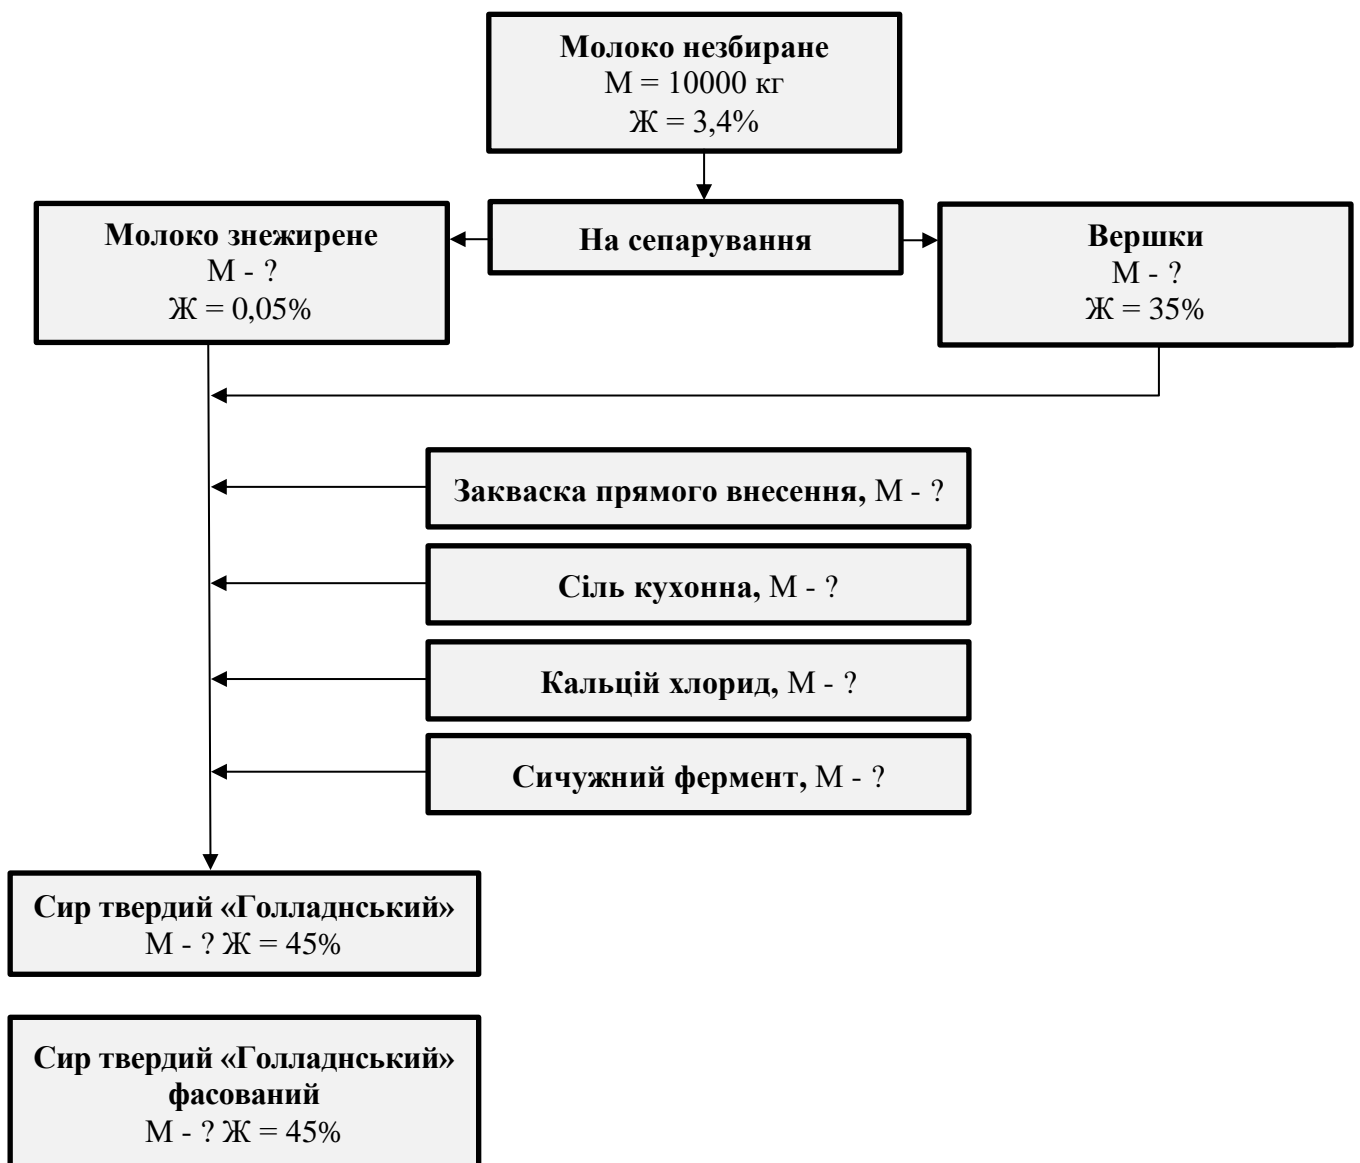 Молоко незбиране
М = 10000 кг
Ж = 3,4%
Молоко знежирене
М - ?
Ж = 0,05%
На сепарування
Вершки
М - ?
Ж = 35%
Закваска прямого внесення, М - ?
Сіль кухонна, М - ?
Кальцій хлорид, М - ?
Сичужний фермент, М - ?
Сир твердий «Голладнський»
М - ? Ж = 45%
Сир твердий «Голладнський»
фасований
М - ? Ж = 45%